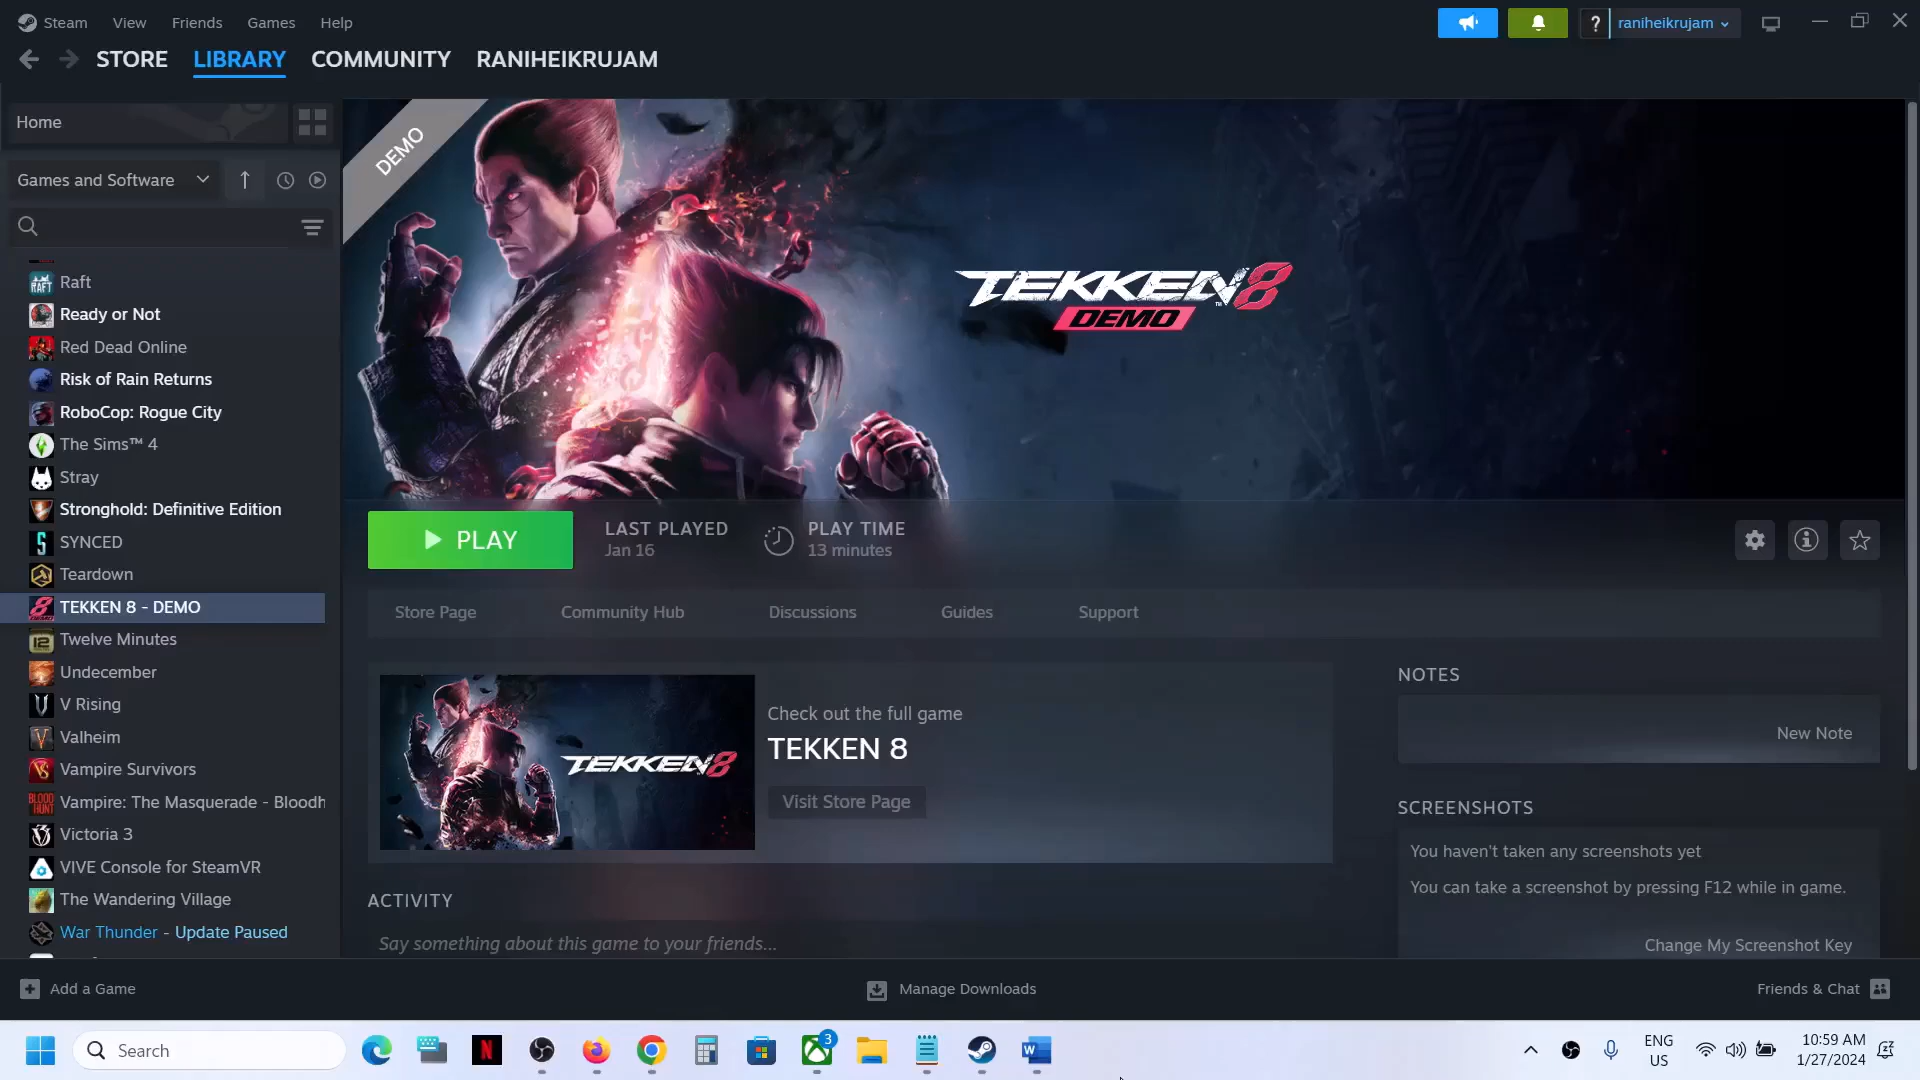 Steam View Friends Games Help
? raniheikrujam
STORE LIBRARY COMMUNITY RANIHEIKRUJAM
Home
Games and Software
Raft
Ready or Not
Red Dead Online
Risk of Rain Returns
RoboCop: Rogue City
The Sims™ 4
Stray
Stronghold: Definitive Edition
SYNCED
Teardown
TEKKEN 8 - DEMO
Twelve Minutes
Undecember
V Rising
Valheim
Vampire Survivors
Vampire: The Masquerade - Bloodh
Victoria 3
VIVE Console for SteamVR
The Wandering Village
War Thunder - Update Paused
DEMO
TEKKEN 8
DEMO
PLAY
LAST PLAYED
Jan 16
PLAY TIME
13 minutes
Store Page Community Hub Discussions Guides Support
TEKKEN 8
Check out the full game
TEKKEN 8
Visit Store Page
NOTES
New Note
SCREENSHOTS
You haven't taken any screenshots yet
You can take a screenshot by pressing F12 while in game.
Change My Screenshot Key
ACTIVITY
Say something about this game to your friends...
Add a Game
Manage Downloads
Friends & Chat
Search
3
ENG
US
10:59 AM
1/27/2024